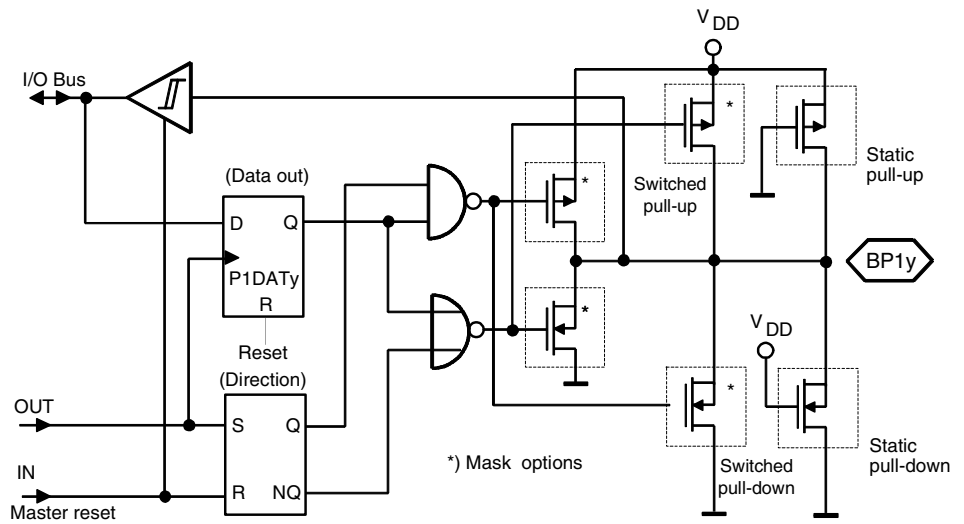 V DD
I/O Bus
*
Static
pull-up
(Data out)
*
Switched
pull-up
D
Q
P1DATy
R
BP1y
*
V DD
Reset
(Direction)
*
OUT
S
Q
Static
pull-down
*) Mask options
Switched
pull-down
IN
R
NQ
Master reset